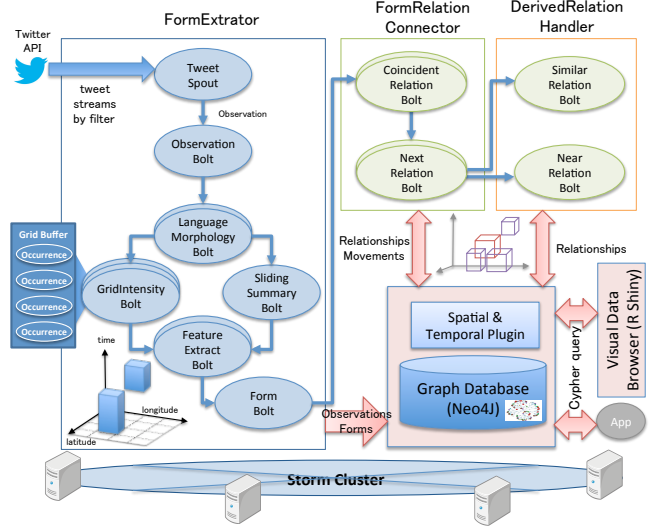 Twitter
API
FormExtrator
FormRelation
Connector
DerivedRelation
Handler
tweet
streams
by filter
Tweet
Spout
Observation
Observation
Bolt
Language
Morphology
Bolt
GridIntensity
Bolt
Sliding
Summary
Bolt
Feature
Extract
Bolt
Form
Bolt
Grid Buffer
Occurrence
Occurrence
Occurrence
Occurrence
time
longitude
latitude
Coincident
Relation
Bolt
Next
Relation
Bolt
Similar
Relation
Bolt
Near
Relation
Bolt
Relationships
Movements
Relationships
Observations
Forms
Spatial &
Temporal Plugin
Graph Database
(Neo4J)
Cypher query
Visual Data
Browser (R Shiny)
App
Storm Cluster